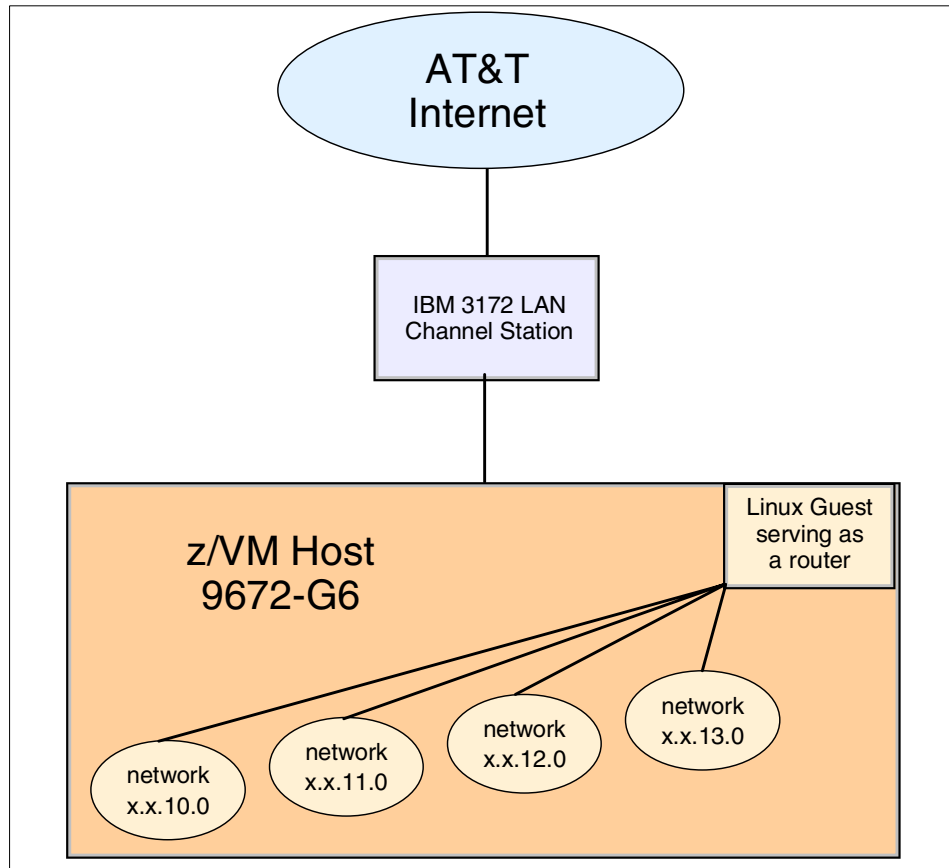 AT&T
Internet
IBM 3172 LAN
Channel Station
z/VM Host
9672-G6
Linux Guest
serving as
a router
network
x.x.10.0
network
x.x.11.0
network
x.x.12.0
network
x.x.13.0